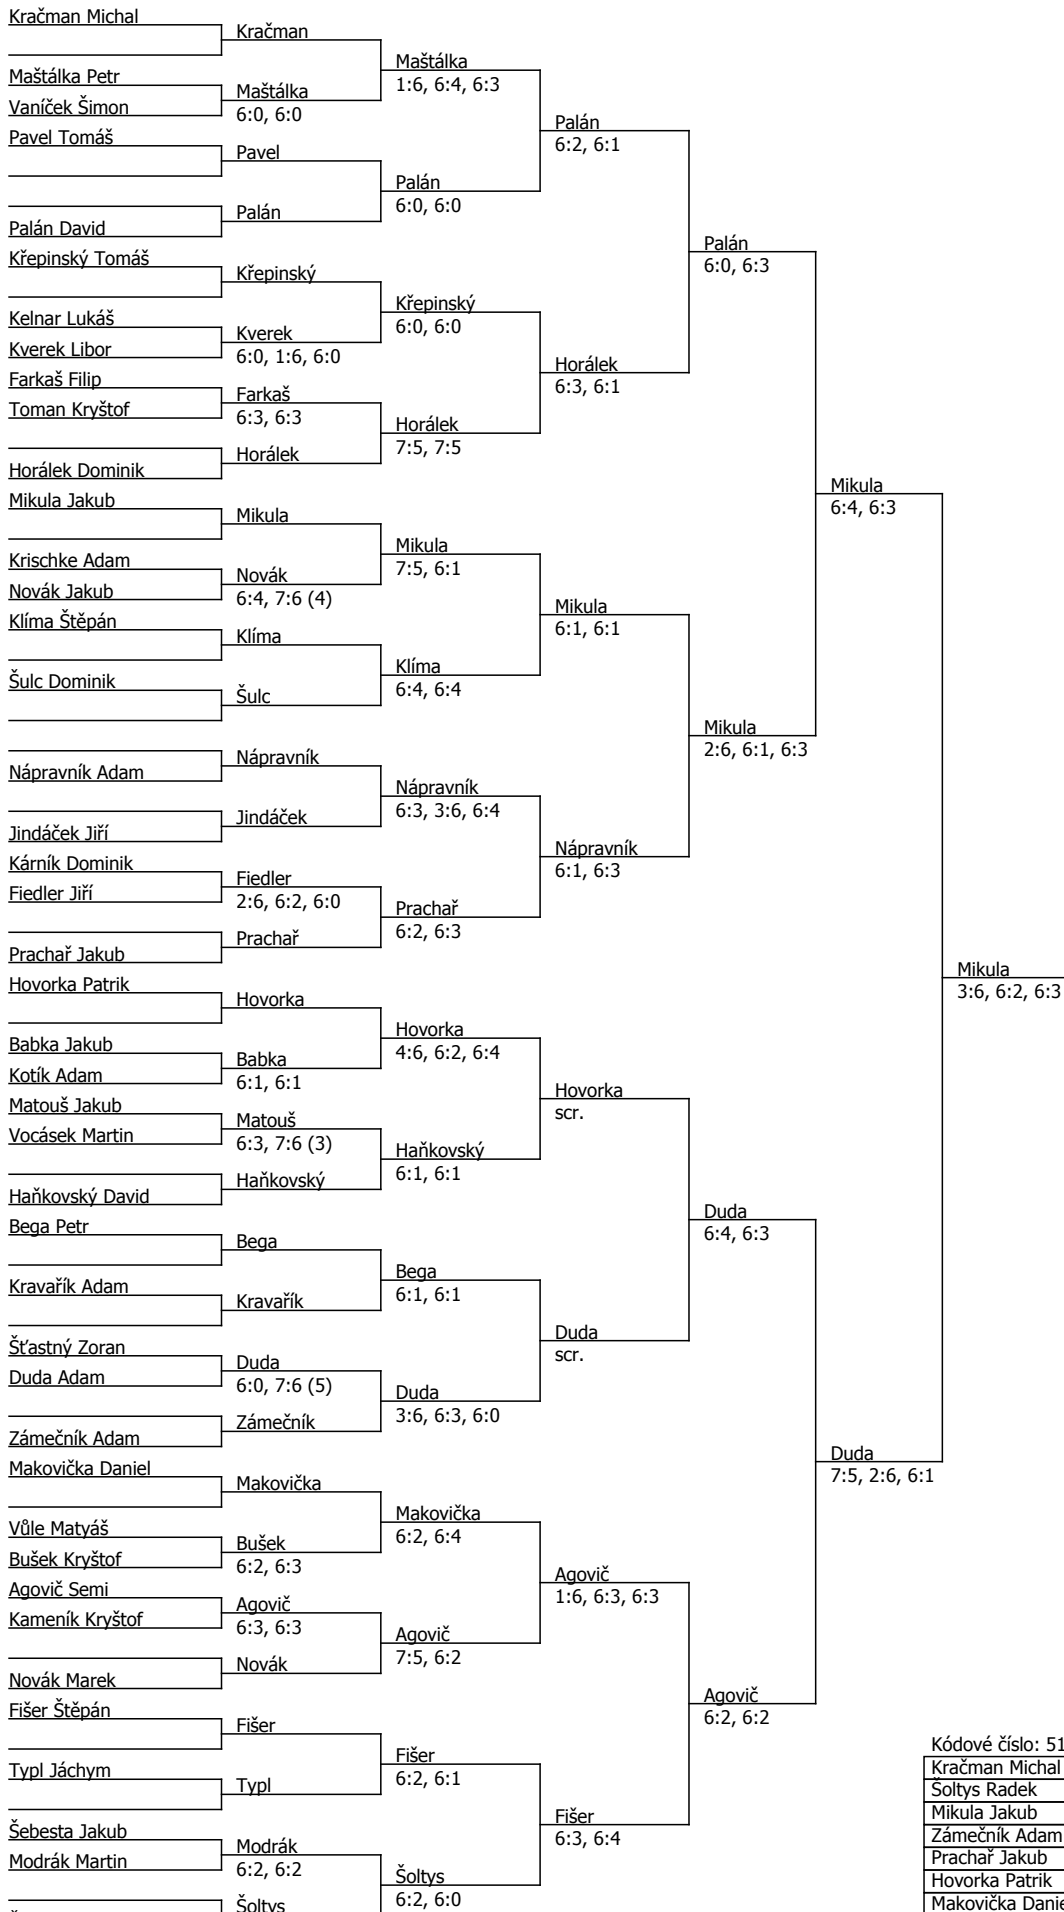 Kračman Michal
Maštálka Petr
Vaníček Šimon
Pavel Tomáš
Palán David
Křepinský Tomáš
Kelnar Lukáš
Kverek Libor
Farkaš Filip
Toman Kryštof
Horálek Dominik
Mikula Jakub
Krischke Adam
Novák Jakub
Klíma Štěpán
Šulc Dominik
Nápravník Adam
Jindáček Jiří
Kárník Dominik
Fiedler Jiří
Prachař Jakub
Hovorka Patrik
Babka Jakub
Kotík Adam
Matouš Jakub
Vocásek Martin
Haňkovský David
Bega Petr
Kravařík Adam
Šťastný Zoran
Duda Adam
Zámečník Adam
Makovička Daniel
Vůle Matyáš
Bušek Kryštof
Agovič Semi
Kameník Kryštof
Novák Marek
Fišer Štěpán
Typl Jáchym
Šebesta Jakub
Modrák Martin
Kračman
Maštálka
6:0, 6:0
Pavel
Palán
Křepinský
Kverek
6:0, 1:6, 6:0
Farkaš
6:3, 6:3
Horálek
Mikula
Novák
6:4, 7:6 (4)
Klíma
Šulc
Nápravník
Jindáček
Fiedler
2:6, 6:2, 6:0
Prachař
Hovorka
Babka
6:1, 6:1
Matouš
6:3, 7:6 (3)
Haňkovský
Bega
Kravařík
Duda
6:0, 7:6 (5)
Zámečník
Makovička
Bušek
6:2, 6:3
Agovič
6:3, 6:3
Novák
Fišer
Typl
Modrák
6:2, 6:2
Šoltys
Maštálka
1:6, 6:4, 6:3
Palán
6:0, 6:0
Křepinský
6:0, 6:0
Horálek
7:5, 7:5
Mikula
7:5, 6:1
Klíma
6:4, 6:4
Nápravník
6:3, 3:6, 6:4
Prachař
6:2, 6:3
Hovorka
4:6, 6:2, 6:4
Haňkovský
6:1, 6:1
Bega
6:1, 6:1
Duda
3:6, 6:3, 6:0
Makovička
6:2, 6:4
Agovič
7:5, 6:2
Fišer
6:2, 6:1
Šoltys
6:2, 6:0
Palán
6:2, 6:1
Horálek
6:3, 6:1
Mikula
6:1, 6:1
Nápravník
6:1, 6:3
Hovorka
scr.
Duda
scr.
Agovič
1:6, 6:3, 6:3
Fišer
6:3, 6:4
Palán
6:0, 6:3
Mikula
2:6, 6:1, 6:3
Duda
6:4, 6:3
Agovič
6:2, 6:2
Mikula
6:4, 6:3
Duda
7:5, 2:6, 6:1
Mikula
3:6, 6:2, 6:3
Kódové číslo: 51
Kračman Michal
Šoltys Radek
Mikula Jakub
Zámečník Adam
Prachař Jakub
Hovorka Patrik
Makovička Danie